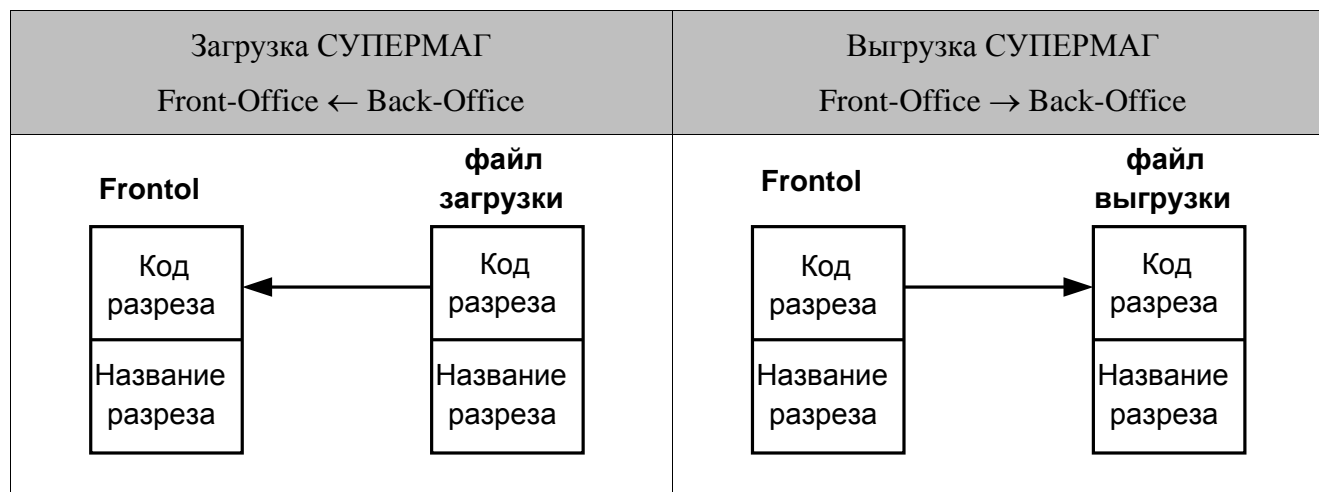 Загрузка СУПЕРМАГ
Front-Office ← Back-Office
Выгрузка СУПЕРМАГ
Front-Office → Back-Office
Frontol
файл
загрузки
Код
разреза
Код
разреза
Название
разреза
Название
разреза
Frontol
файл
выгрузки
Код
разреза
Код
разреза
Название
разреза
Название
разреза